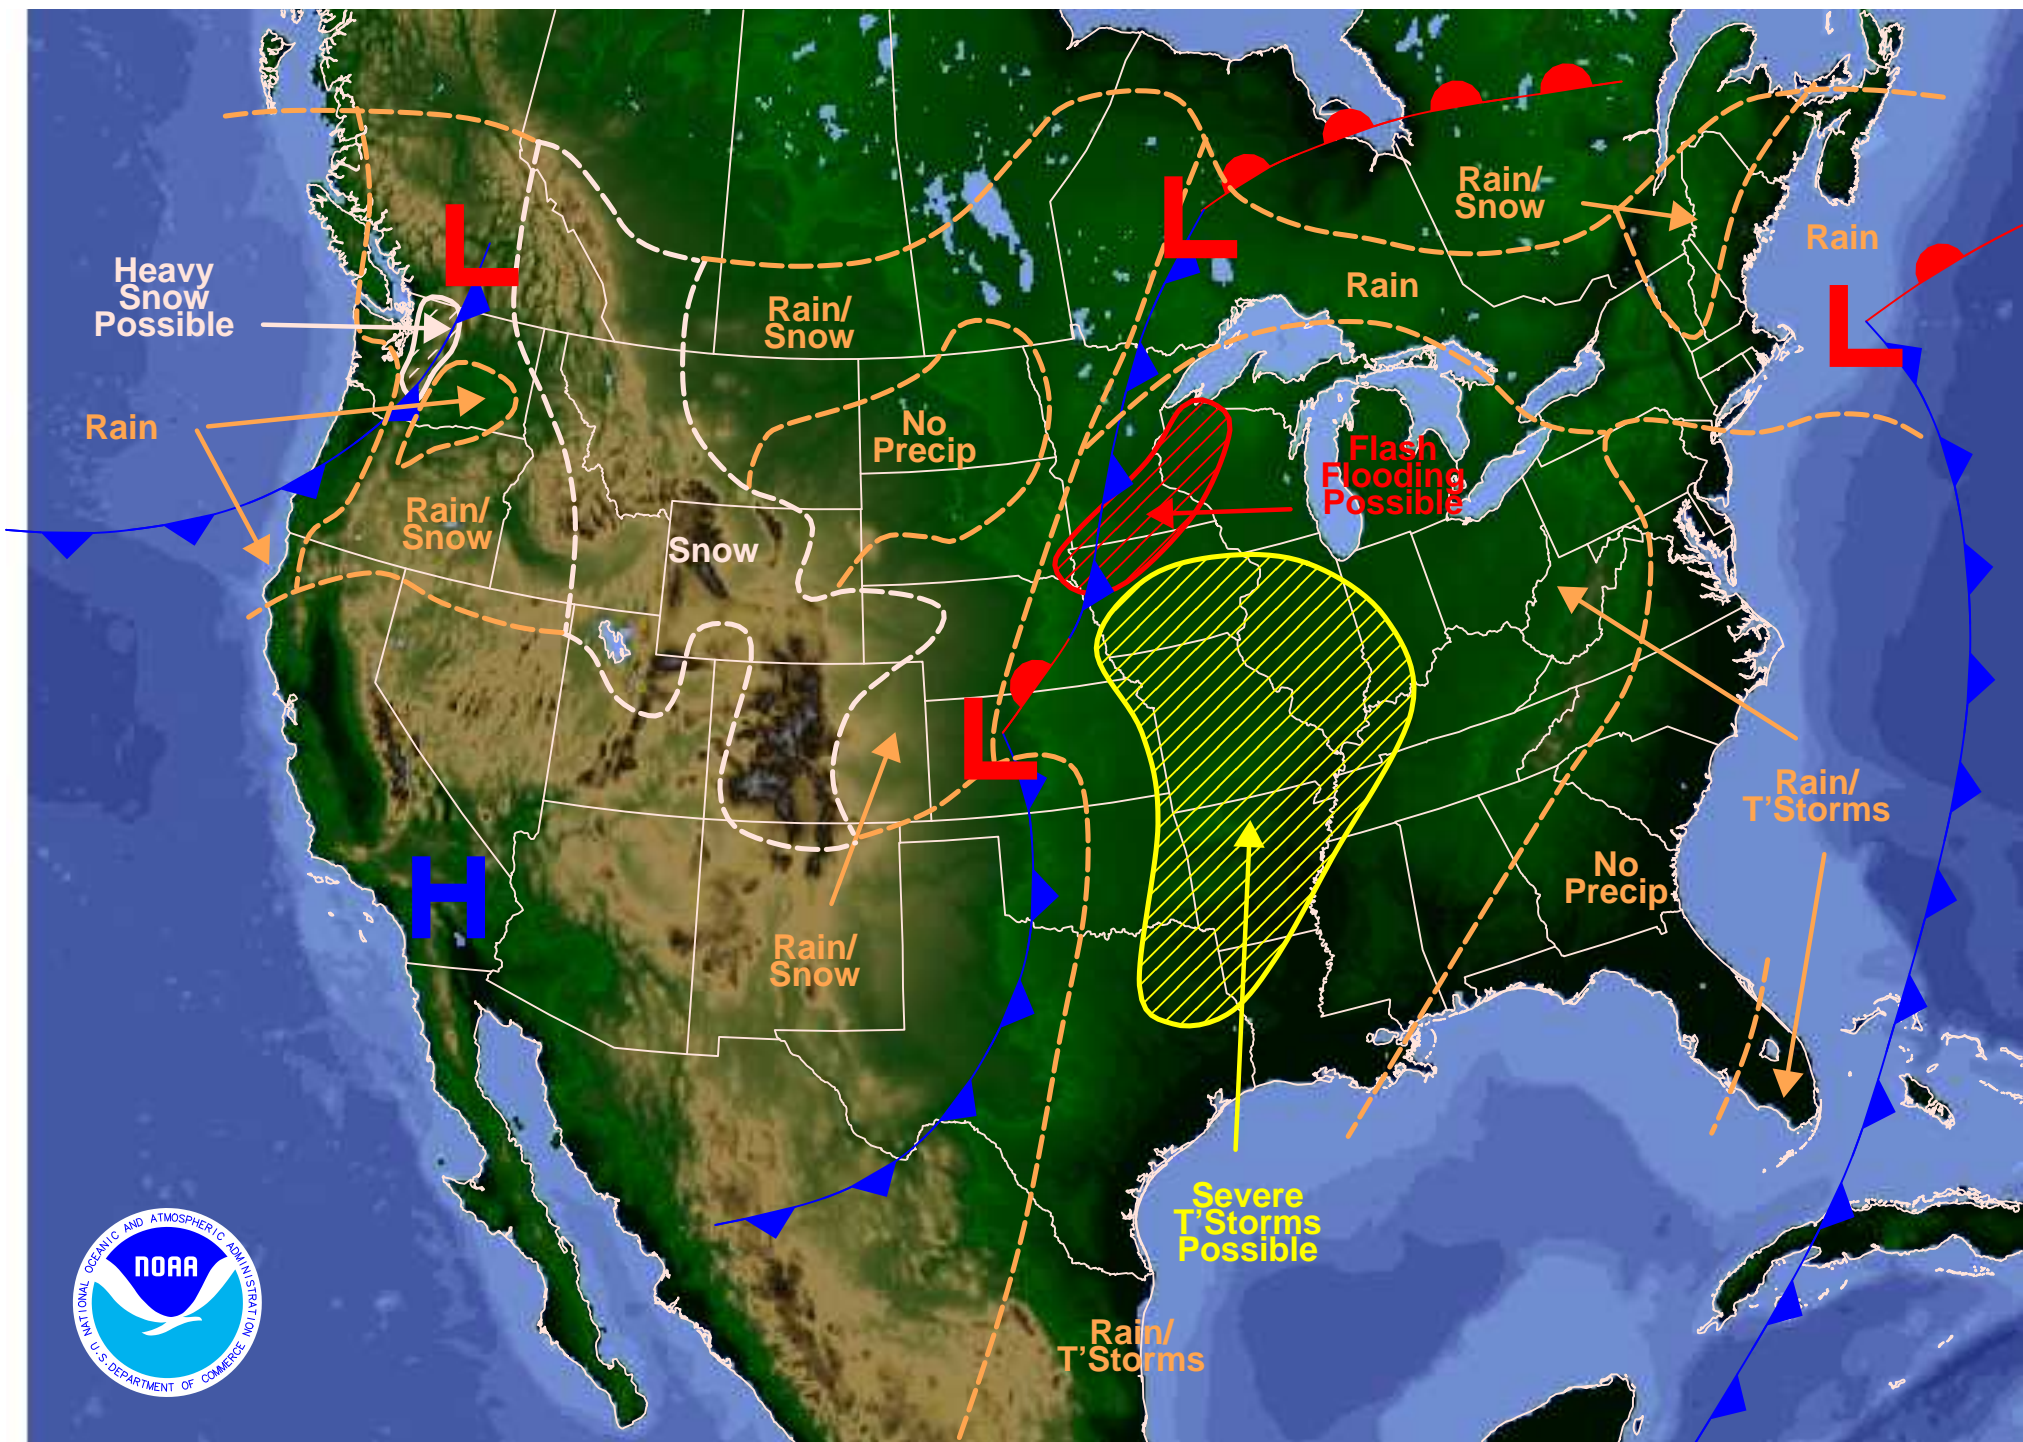 Rain/
Snow
Rain
Heavy
Snow
Possible
Rain/
Snow
Rain
Rain
No
Precip
Flash
Flooding
Possible
Rain/
Snow
Snow
Rain/
T'Storms
No
Precip
Rain/
Snow
Severe
T'Storms
Possible
Rain/
T'Storms
L
L
L
L
H
NATIONAL OCEANIC AND ATMOSPHERIC ADMINISTRATION
NOAA
U.S. DEPARTMENT OF COMMERCE